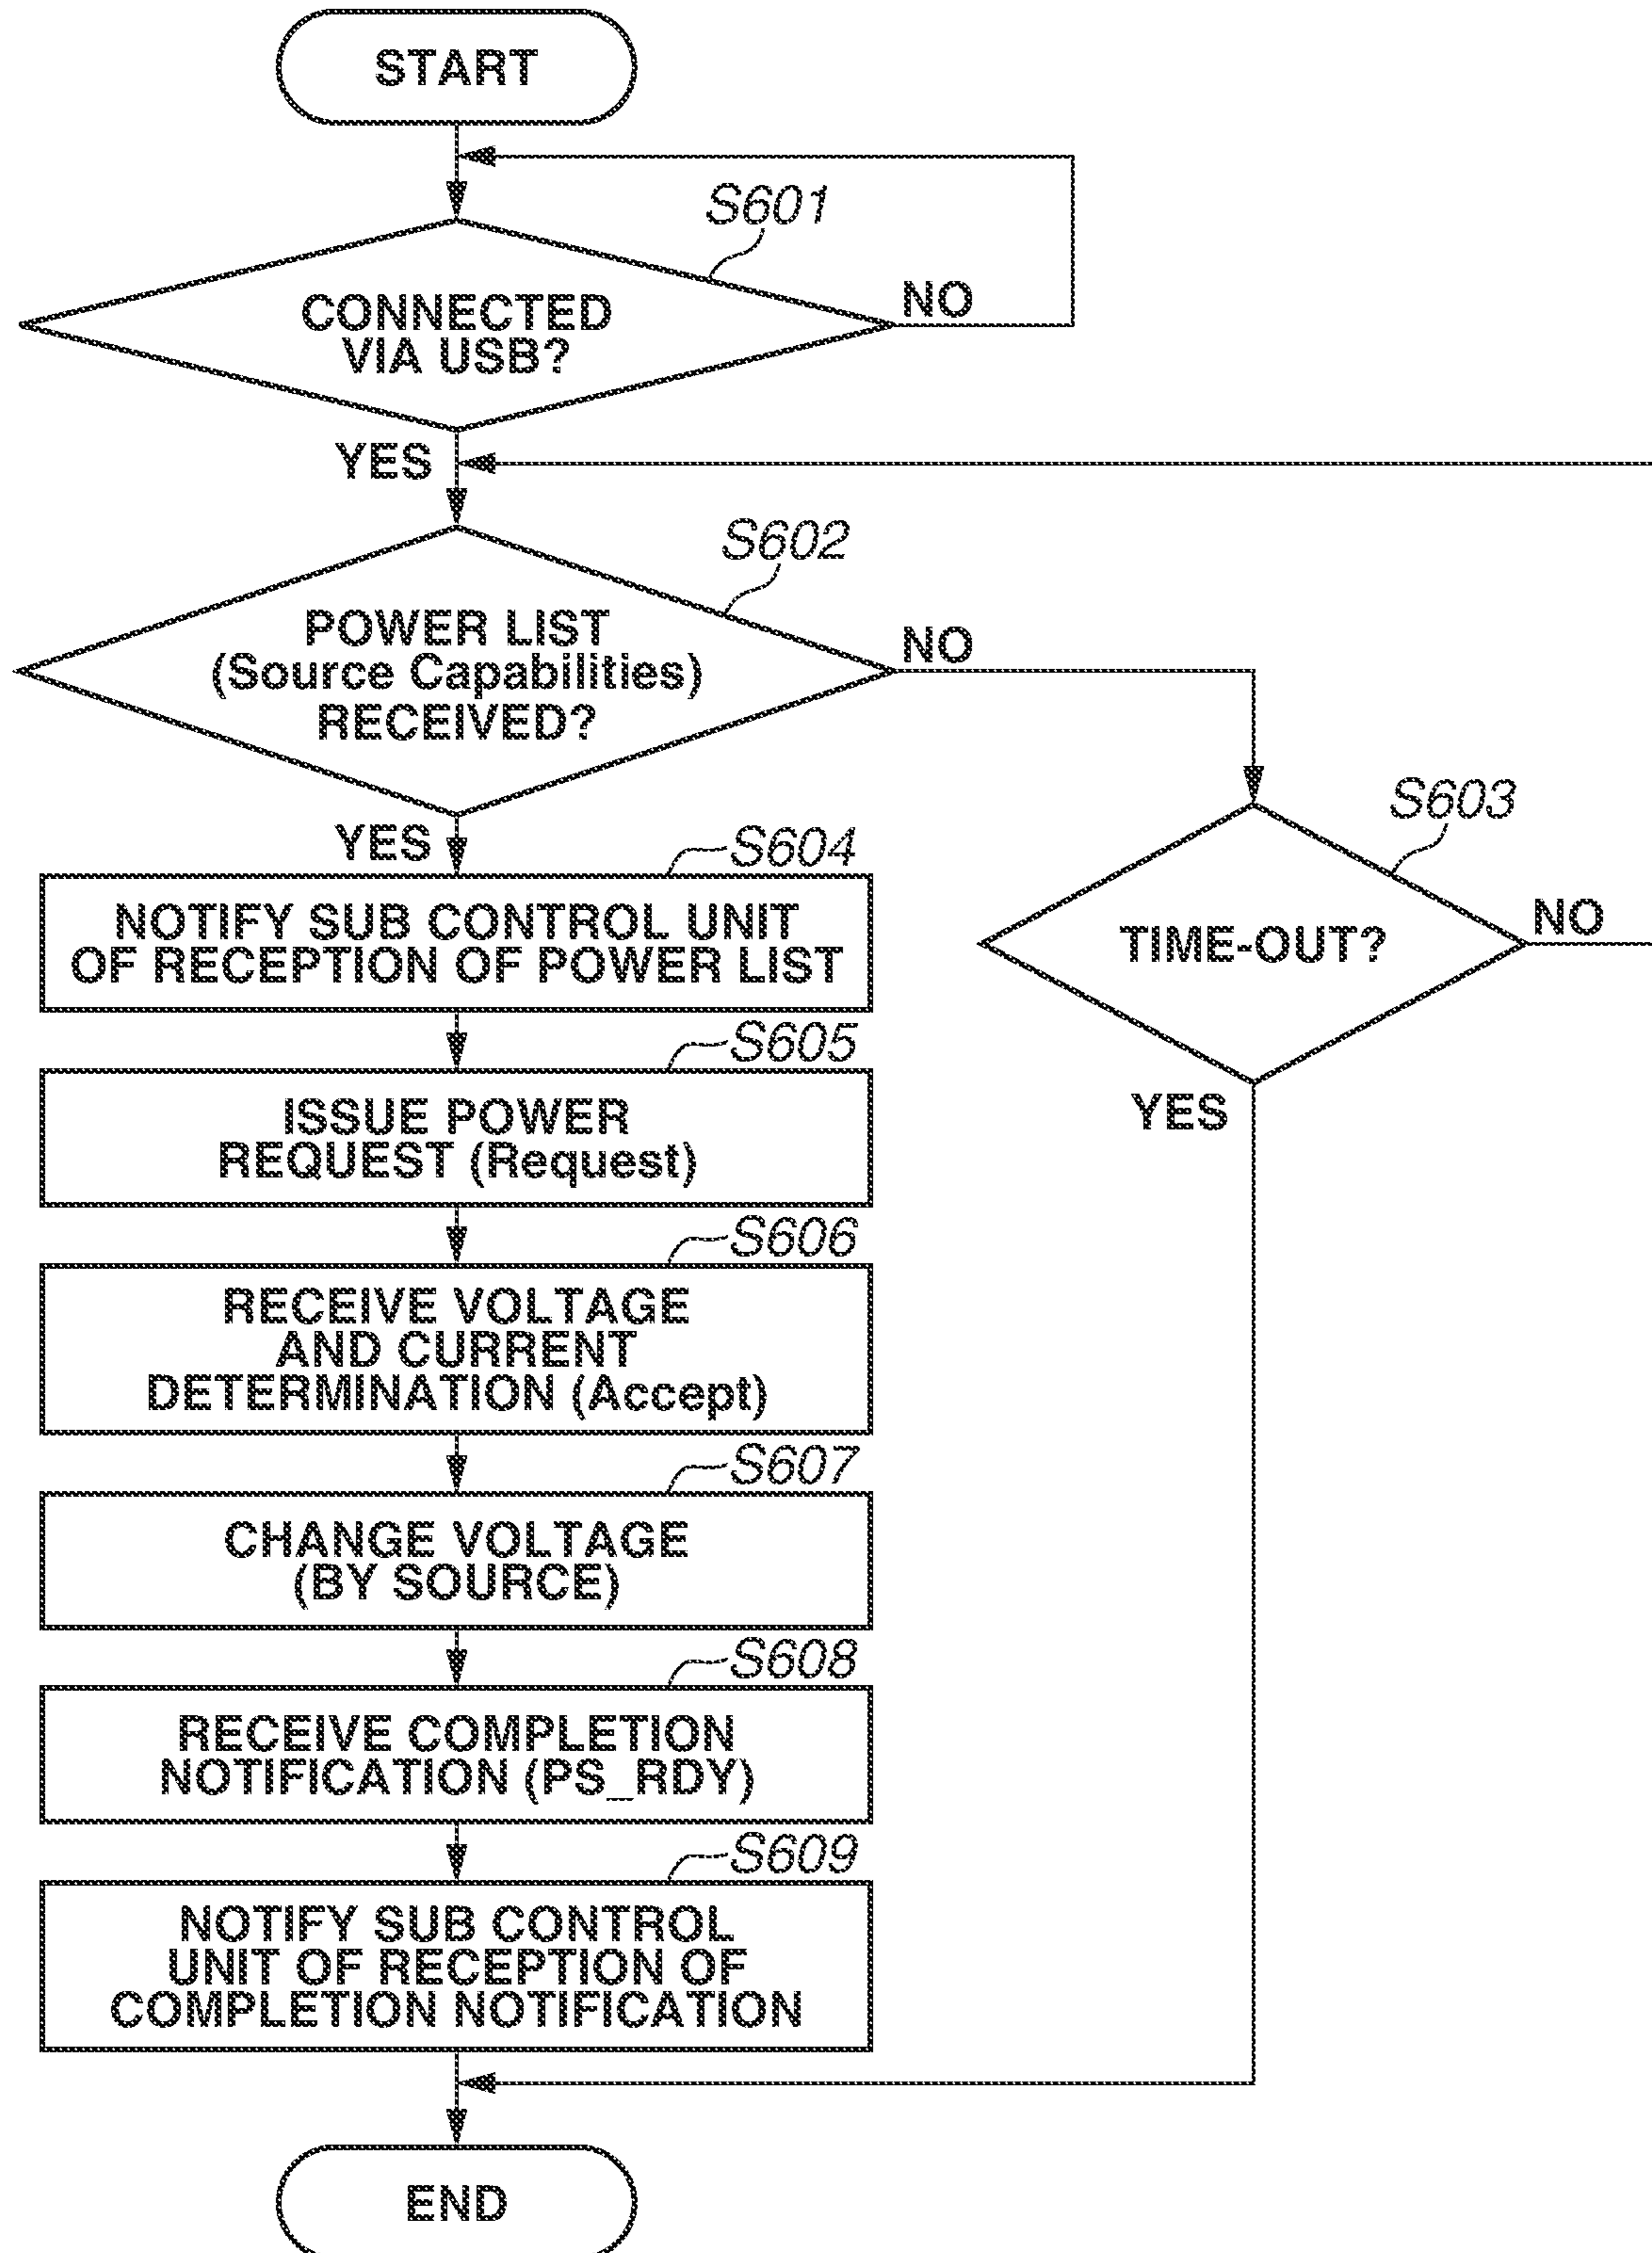 START
S601
CONNECTED
VIA USB?
NO
YES
S602
POWER LIST
(Source Capabilities)
RECEIVED?
NO
S603
TIME-OUT?
NO
YES
YES
S604
NOTIFY SUB CONTROL UNIT
OF RECEPTION OF POWER LIST
S605
ISSUE POWER
REQUEST (Request)
S606
RECEIVE VOLTAGE
AND CURRENT
DETERMINATION (Accept)
S607
CHANGE VOLTAGE
(BY SOURCE)
S608
RECEIVE COMPLETION
NOTIFICATION (PS_RDY)
S609
NOTIFY SUB CONTROL
UNIT OF RECEPTION OF
COMPLETION NOTIFICATION
END